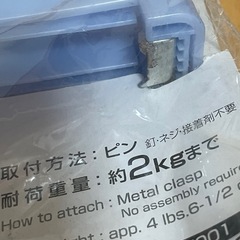 取付方法：ピン 釘・ネジ・接着剤不要
耐荷重量：約2kgまで
How to attach : Metal clasp
No assembly require
ght : app. 4 lbs.6-1/2
001